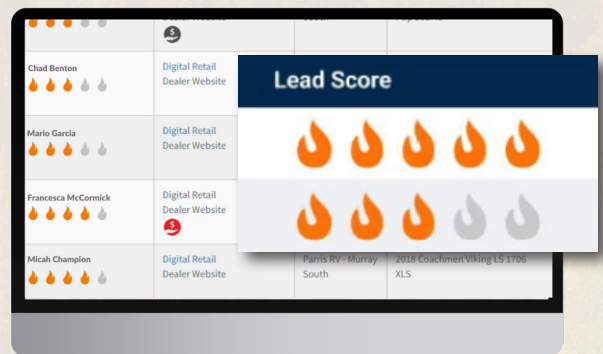 Chad Benton
Digital Retail
Dealer Website
Mario Garcia
Digital Retail
Dealer Website
Francesca McCormick
Digital Retail
Dealer Website
$
Micah Champion
Digital Retail
Dealer Website
Parris RV - Murray
South
2018 Coachmen Viking LS 1706
XLS
Lead Score